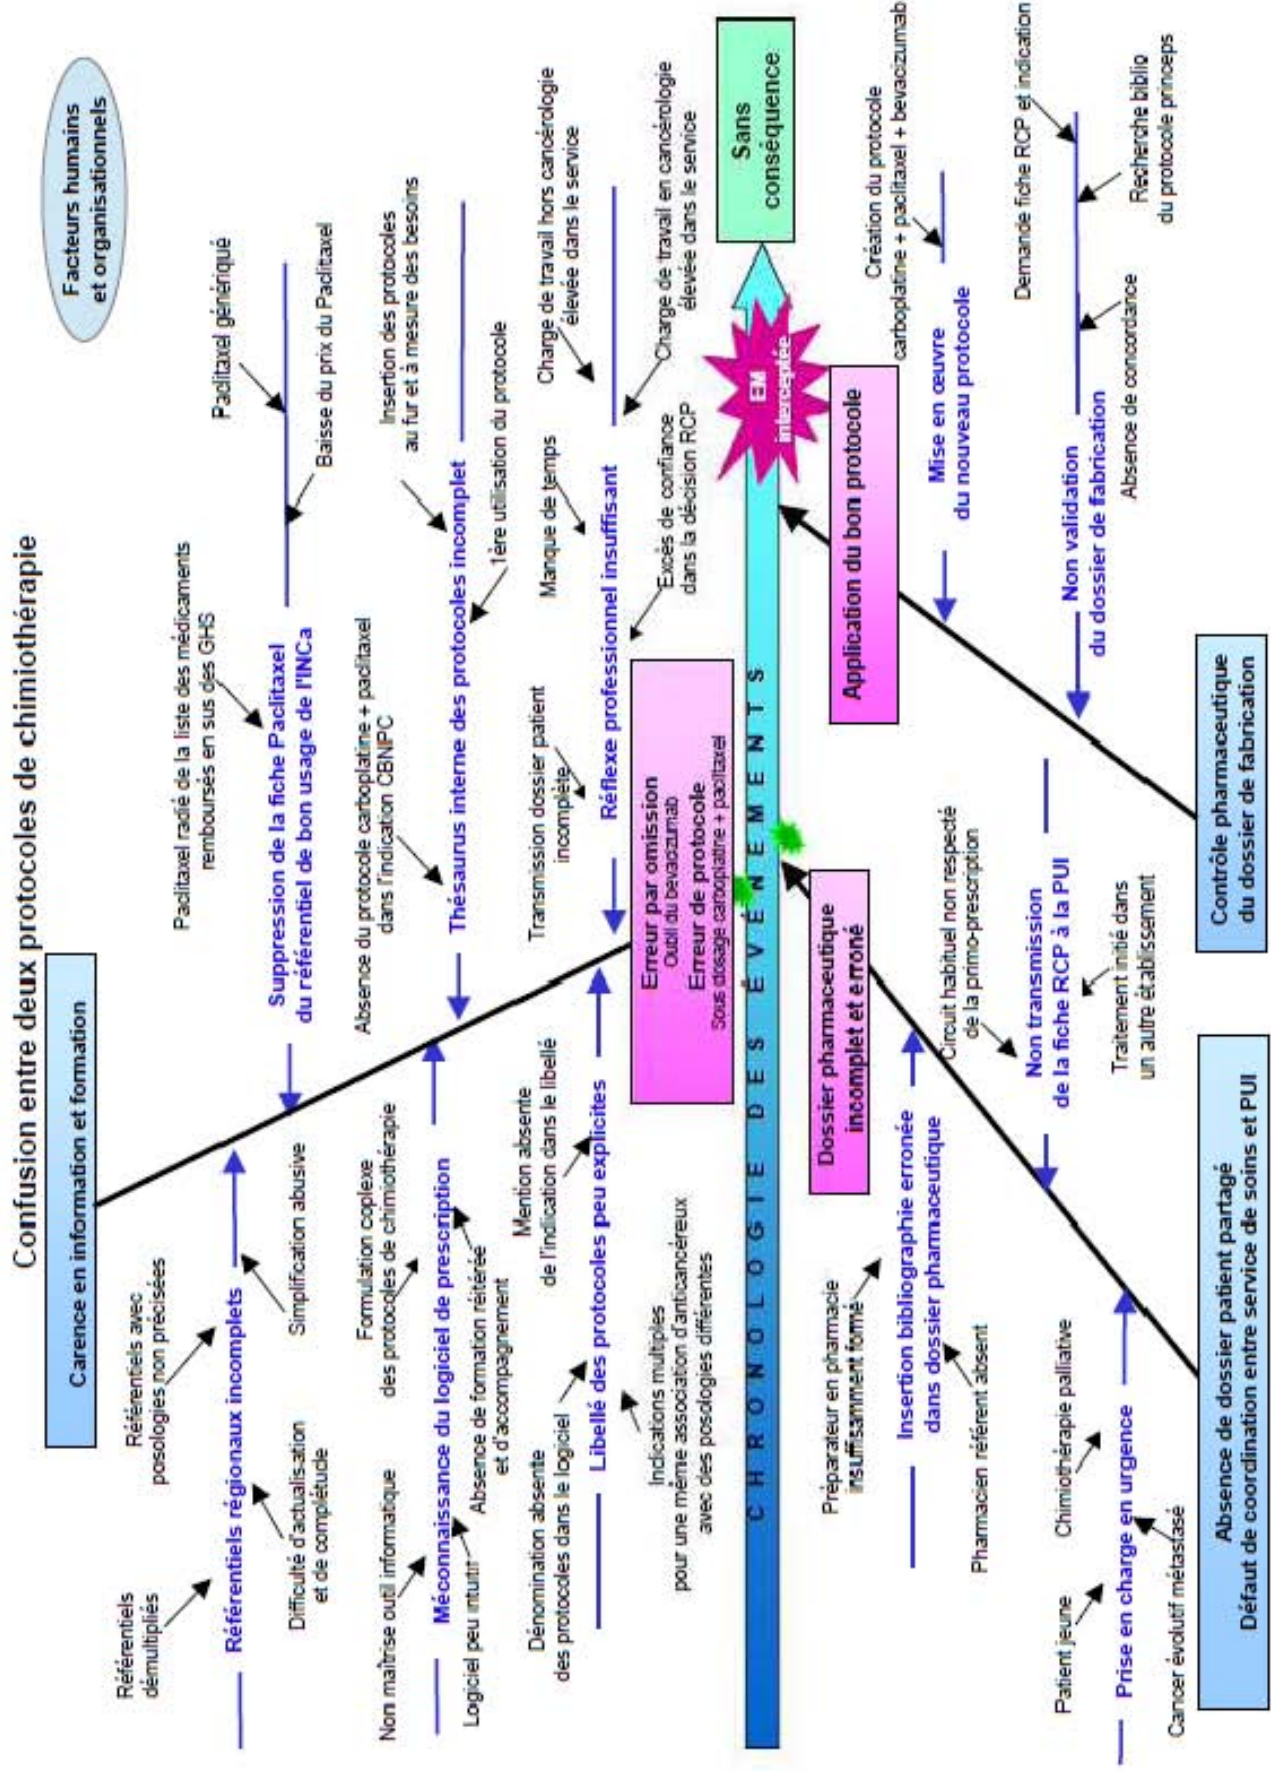 Confusion entre deux protocoles de chimiothérapie
Facteurs humains
et organisationnels
Carence en information et formation
Référentiels
démultipliés
Référentiels avec
posologies non précisées
Référentiels régionaux incomplets
Difficulté d'actualisation
et de complétude
Simplification abusive
Paclitaxel radié de la liste des médicaments
remboursés en sus des GHS
Paclitaxel générique
Suppression de la fiche Paclitaxel
du référentiel de bon usage de l'INCa
Baisse du prix du Paclitaxel
Non maîtrise outil informatique
Formulation coplexe
des protocoles de chimiothérapie
Méconnaissance du logiciel de prescription
Logiciel peu intuitif
Absence de formation réitérée
et d'accompagnement
Absence du protocole carboplatine + paclitaxel
dans l'indication CBNPC
Insertion des protocoles
au fur et à mesure des besoins
Thésaurus interne des protocoles incomplet
1ère utilisation du protocole
Dénomination absente
des protocoles dans le logiciel
Mention absente
de l'indication dans le libellé
Libellé des protocoles peu explicites
Indications multiples
pour une même association d'anticancéreux
avec des posologies différentes
Transmission dossier patient
incomplète
Manque de temps
Charge de travail hors cancérologie
élevée dans le service
Réflexe professionnel insuffisant
Excès de confiance
dans la décision RCP
Charge de travail en cancérologie
élevée dans le service
Erreur par omission
Oubli du bevacizumab
Erreur de protocole
Sous dosage carboplatine + paclitaxel
CHRONOLOGIE DES ÉVÉNEMENTS
EM
interceptée
Sans
conséquence
Dossier pharmaceutique
incomplet et erroné
Application du bon protocole
Préparateur en pharmacie
insuffisamment formé
Insertion bibliographie erronée
dans dossier pharmaceutique
Pharmacien référent absent
Circuit habituel non respecté
de la primo-prescription
Non transmission
de la fiche RCP à la PUI
Traitement initié dans
un autre établissement
Patient jeune
Chimiothérapie palliative
Prise en charge en urgence
Cancer évolutif métastasé
Création du protocole
carboplatine + paclitaxel + bevacizumab
Mise en œuvre
du nouveau protocole
Demande fiche RCP et indication
Non validation
du dossier de fabrication
Absence de concordance
Recherche biblio
du protocole princeps
Absence de dossier patient partagé
Défaut de coordination entre service de soins et PUI
Contrôle pharmaceutique
du dossier de fabrication